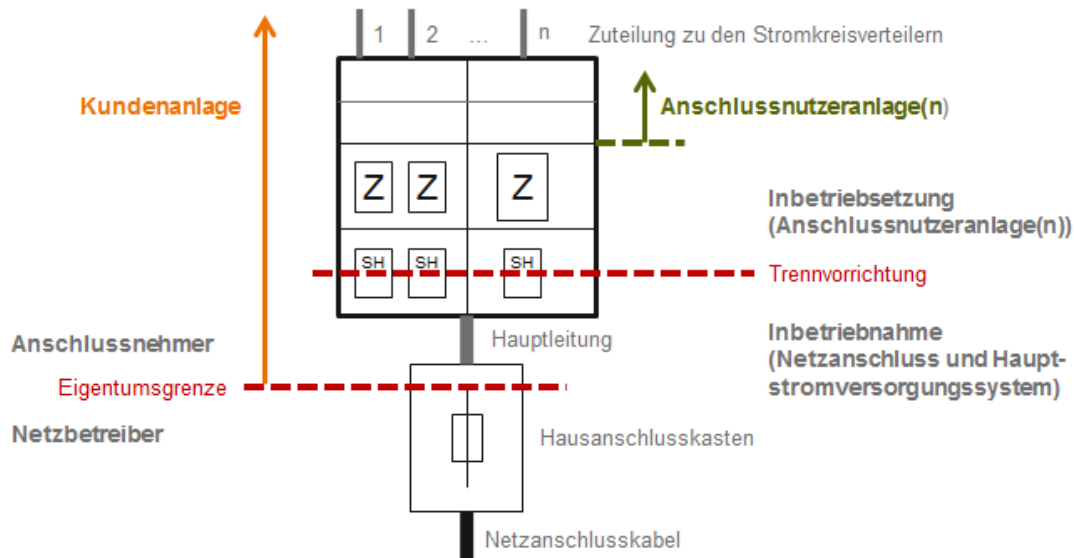 1 2 ... n Zuteilung zu den Stromkreisverteilern
Kundenanlage
Anschlussnutzeranlage(n)
Z Z Z
Inbetriebsetzung
(Anschlussnutzeranlage(n))
SH SH SH
Trennvorrichtung
Hauptleitung
Inbetriebnahme
(Netzanschluss und Haupt-
stromversorgungssystem)
Anschlussnehmer
Eigentumsgrenze
Netzbetreiber
Hausanschlusskasten
Netzanschlusskabel